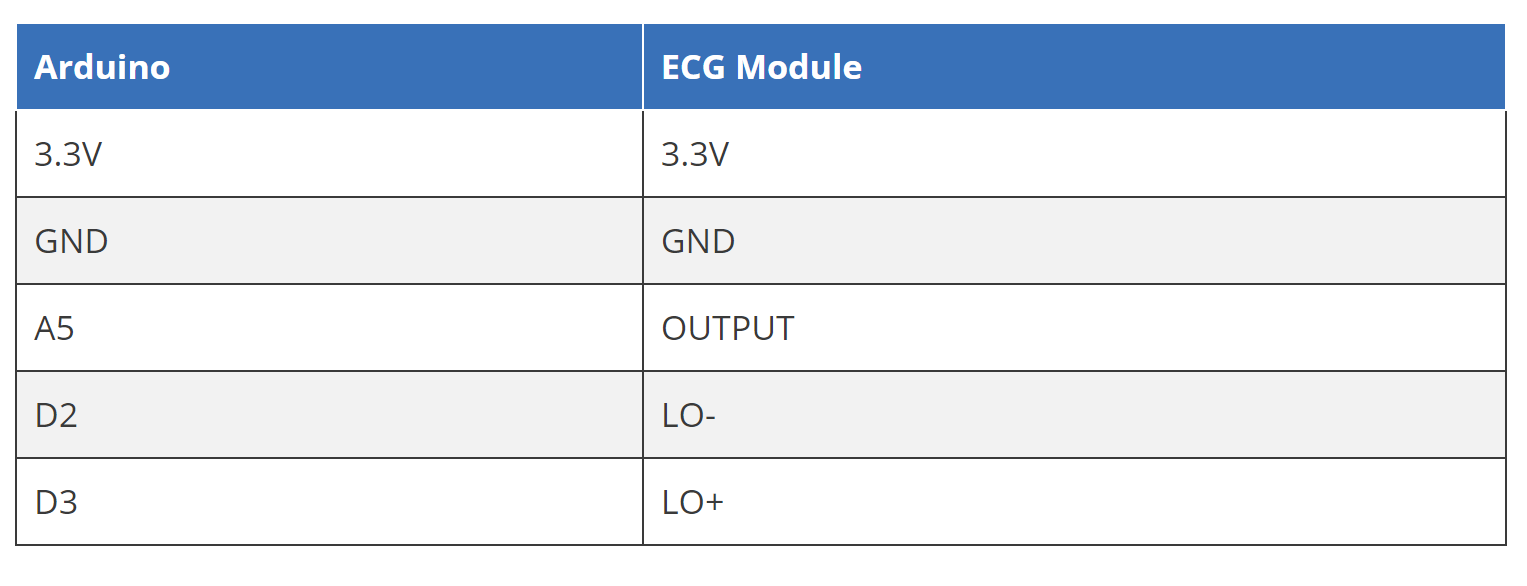 Arduino ECG Module
3.3V 3.3V
GND GND
A5 OUTPUT
D2 LO-
D3 LO+